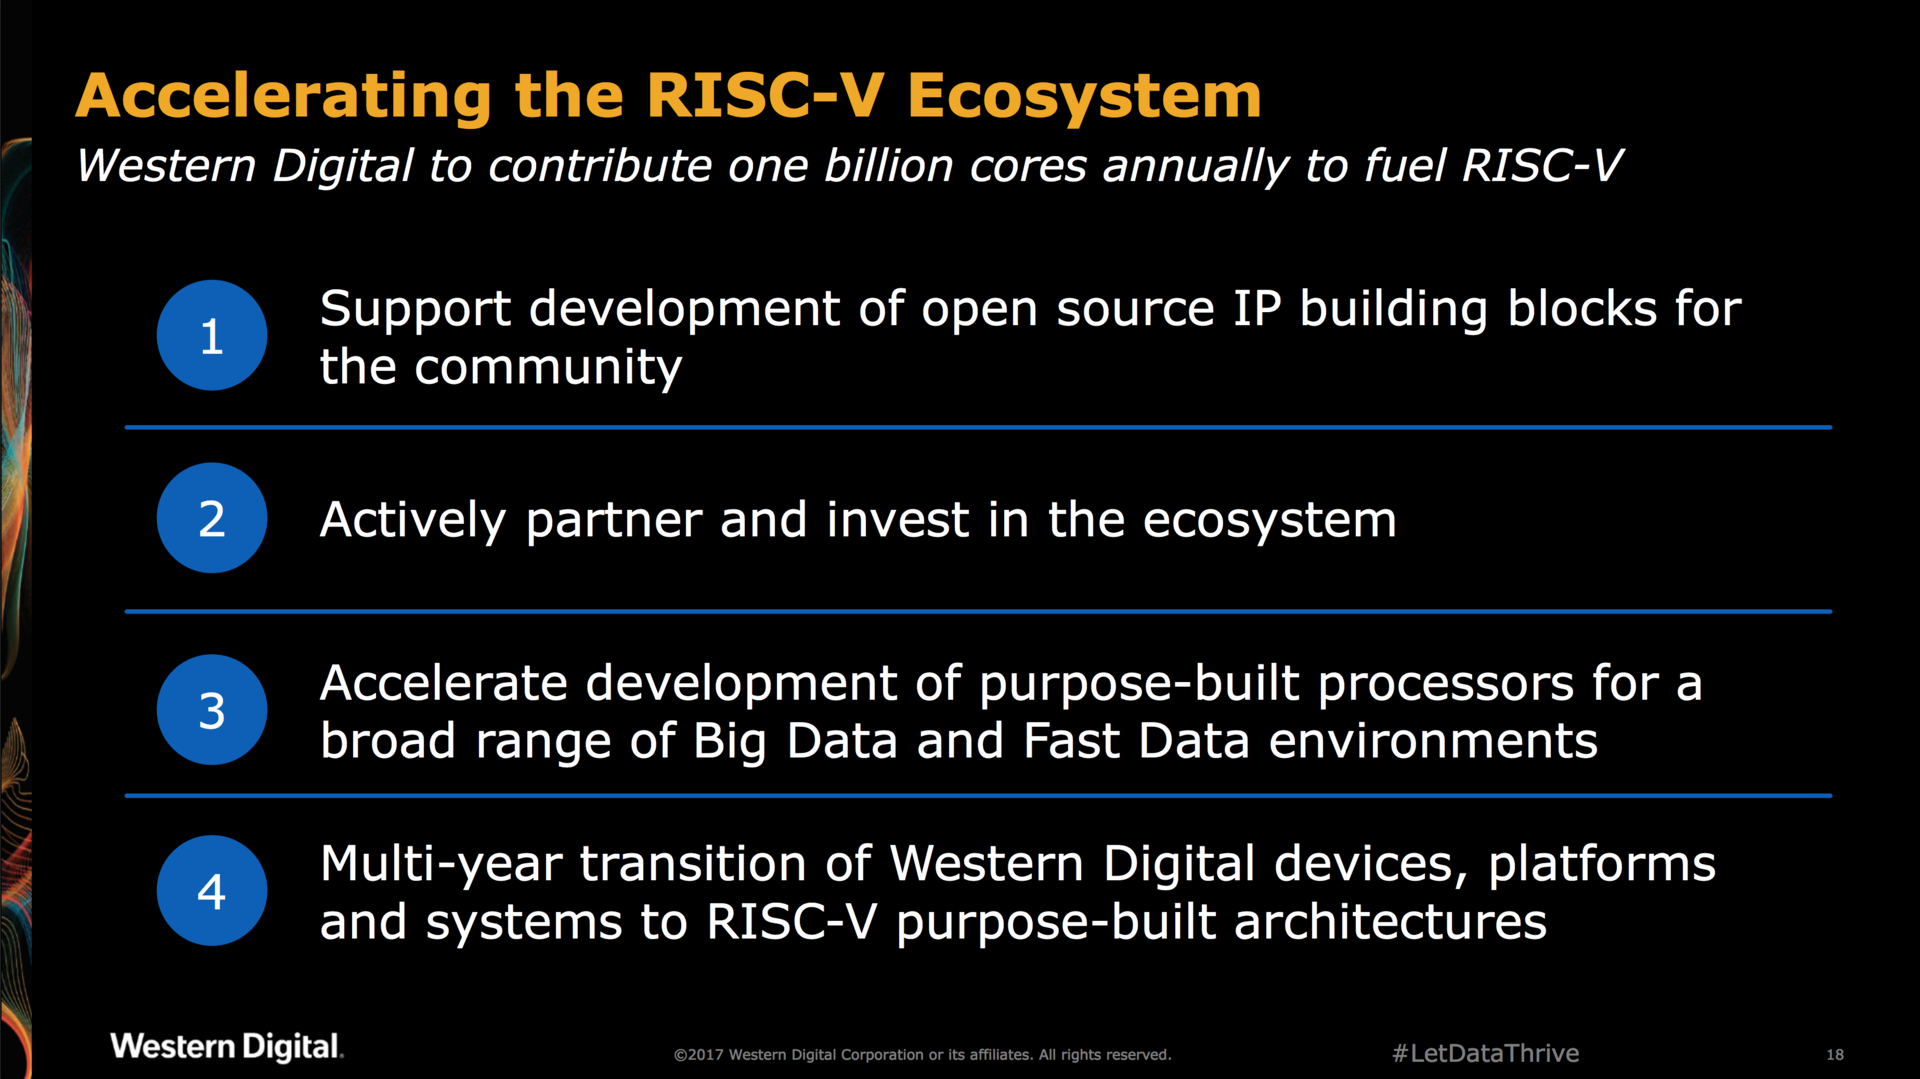 Accelerating the RISC-V Ecosystem
Western Digital to contribute one billion cores annually to fuel RISC-V
1
Support development of open source IP building blocks for
the community
2
Actively partner and invest in the ecosystem
3
Accelerate development of purpose-built processors for a
broad range of Big Data and Fast Data environments
4
Multi-year transition of Western Digital devices, platforms
and systems to RISC-V purpose-built architectures
Western Digital.
©2017 Western Digital Corporation or its affiliates. All rights reserved.
#LetDataThrive
18